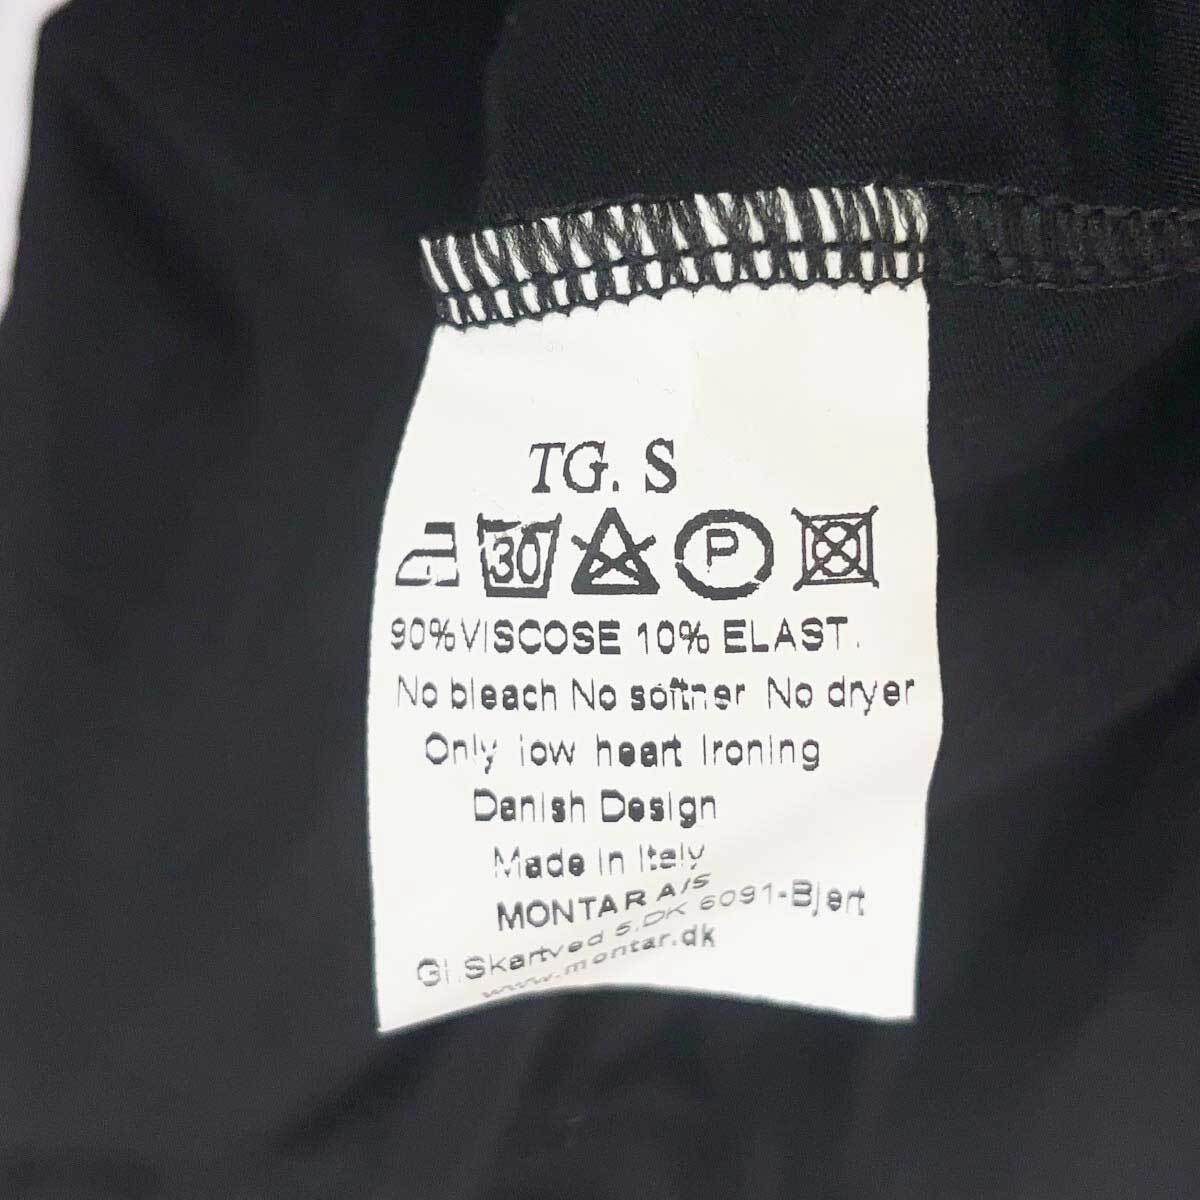 TG. S
30 P
90% VISCOSE 10% ELAST.
No bleach No softner No dryer
Only low heart Ironing
Danish Design
Made in Italy
MONTAR A/S
Gl.Skartved 5.DK 6091-Bjert
www.montar.dk